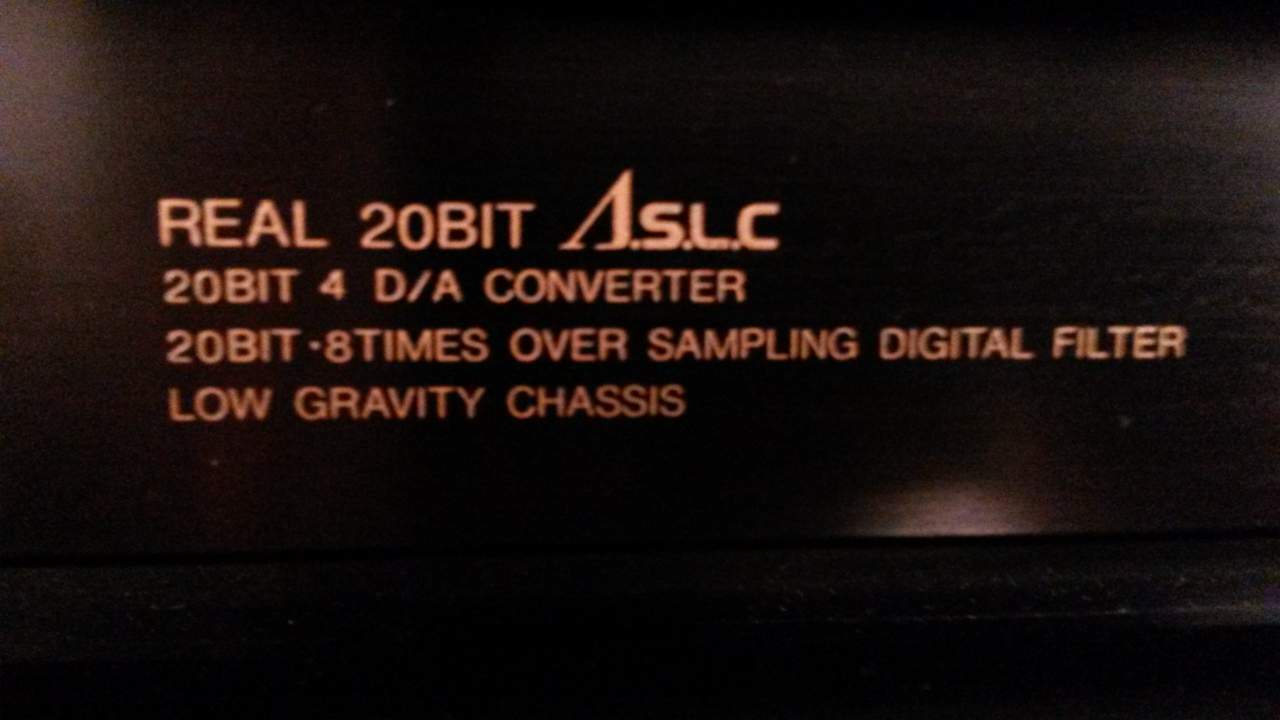 REAL 20BIT Λ.S.L.C
20BIT 4 D/A CONVERTER
20BIT·8TIMES OVER SAMPLING DIGITAL FILTER
LOW GRAVITY CHASSIS